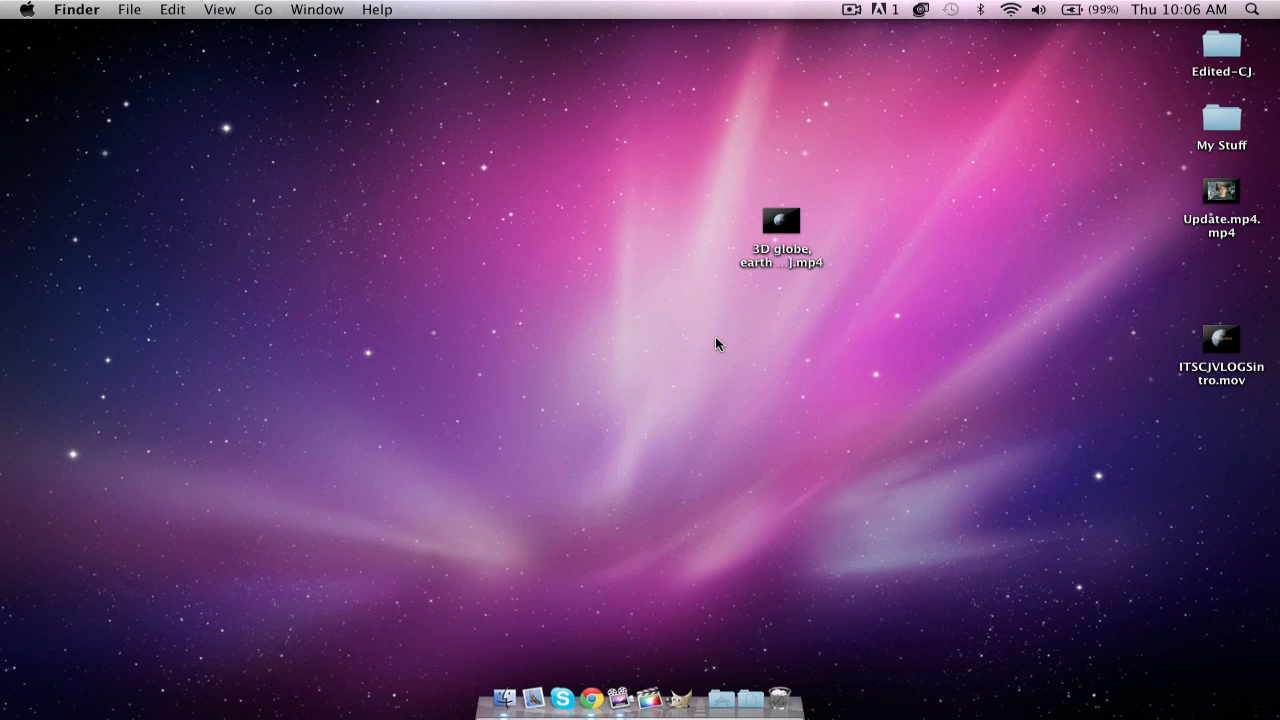 Finder File Edit View Go Window Help 1 (99%) Thu 10:06 AM
Edited-CJ
My Stuff
Update.mp4.
mp4
3D globe,
earth ...].mp4
ITSCJVLOGSin
tro.mov